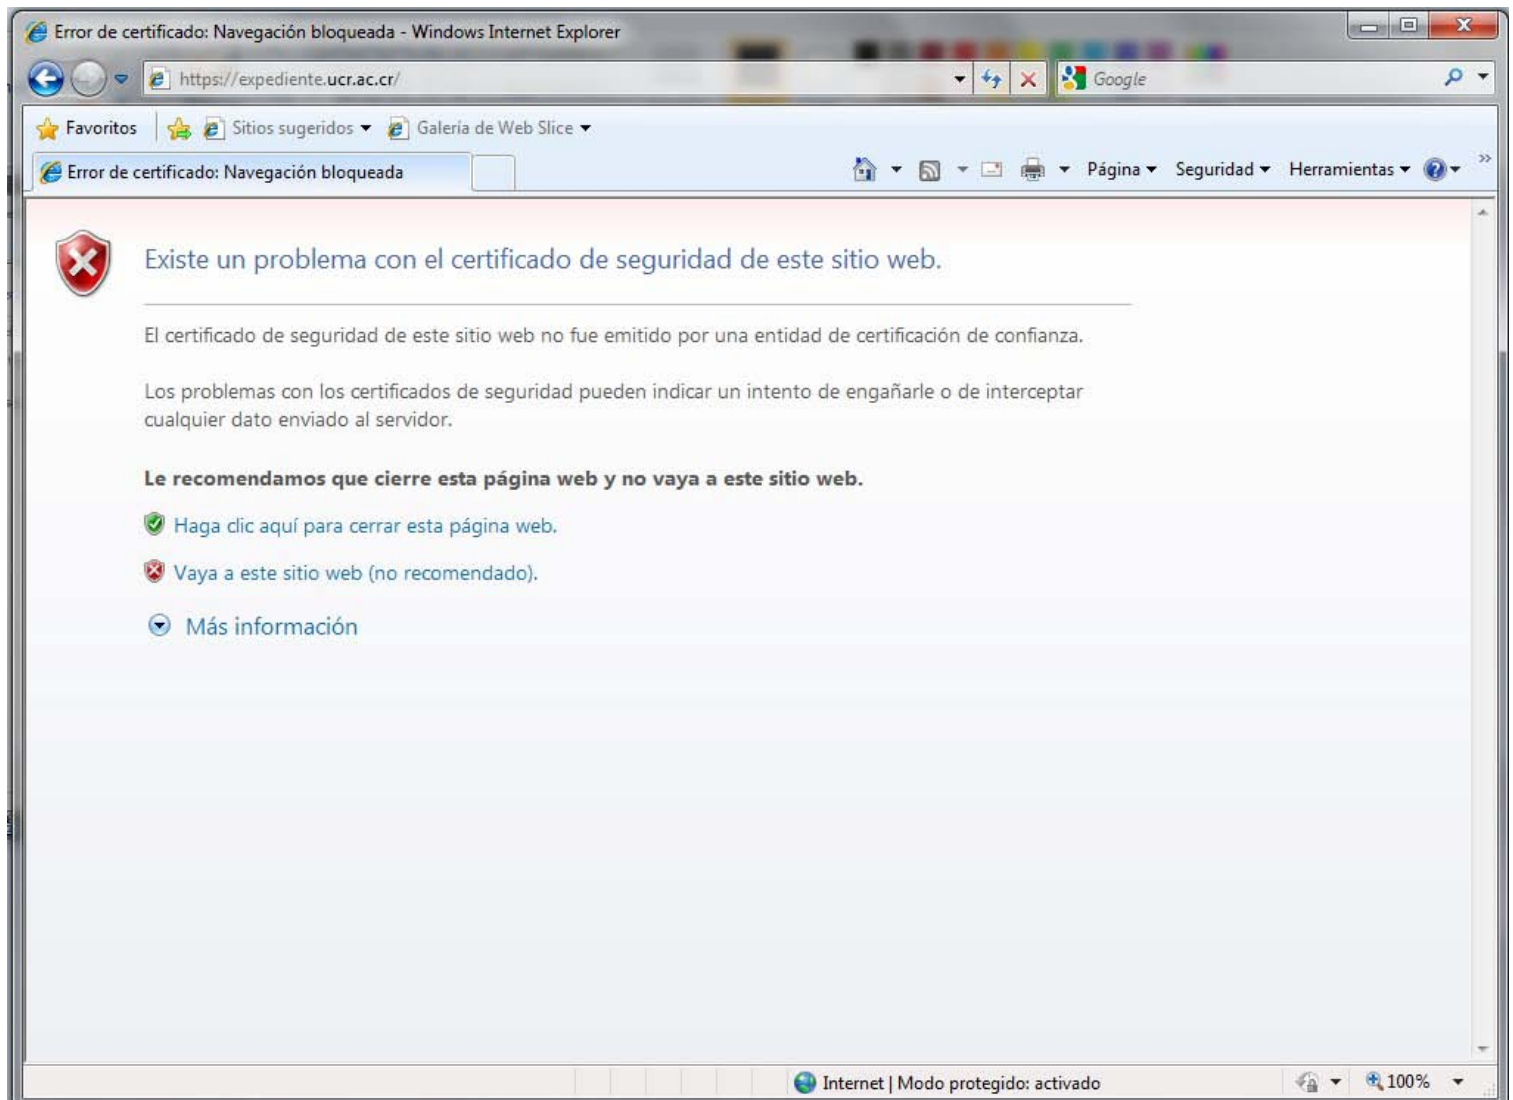 Error de certificado: Navegación bloqueada - Windows Internet Explorer
https://expediente.ucr.ac.cr/
Google
Favoritos
Sitios sugeridos
Galería de Web Slice
Error de certificado: Navegación bloqueada
Página
Seguridad
Herramientas
Existe un problema con el certificado de seguridad de este sitio web.
El certificado de seguridad de este sitio web no fue emitido por una entidad de certificación de confianza.
Los problemas con los certificados de seguridad pueden indicar un intento de engañarle o de interceptar
cualquier dato enviado al servidor.
Le recomendamos que cierre esta página web y no vaya a este sitio web.
Haga clic aquí para cerrar esta página web.
Vaya a este sitio web (no recomendado).
Más información
Internet | Modo protegido: activado
100%